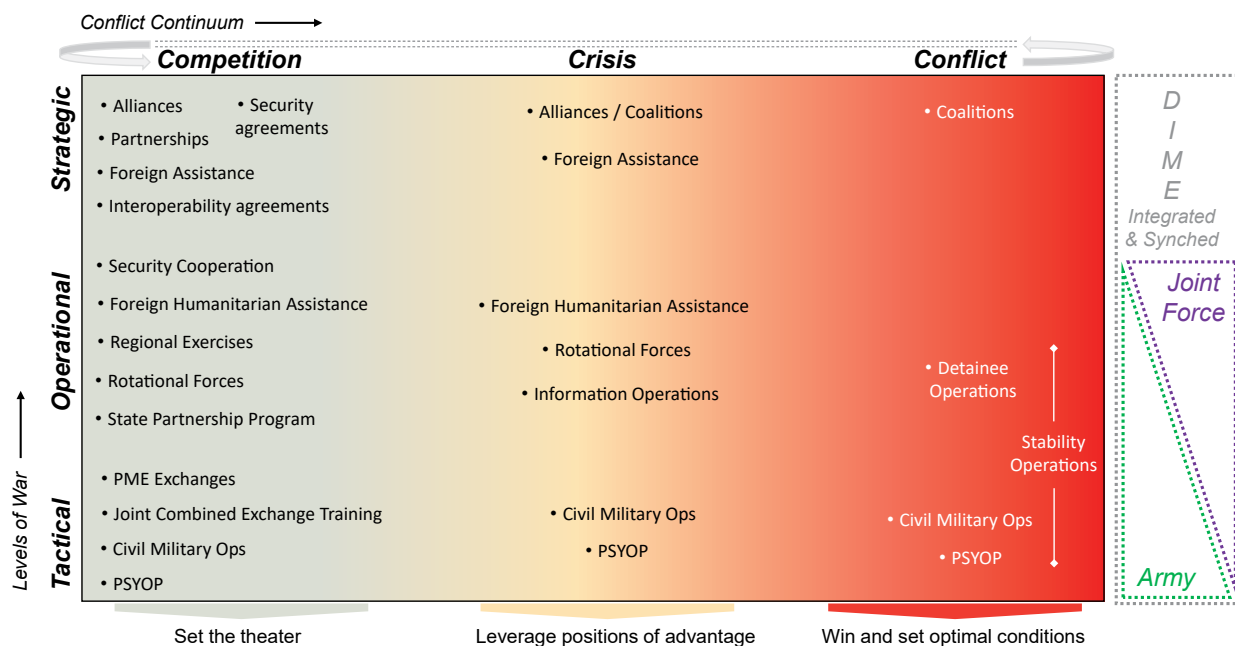 Conflict Continuum
Competition
Crisis
Conflict
Strategic
• Alliances
• Security agreements
• Partnerships
• Foreign Assistance
• Interoperability agreements
• Alliances / Coalitions
• Foreign Assistance
• Coalitions
Operational
• Security Cooperation
• Foreign Humanitarian Assistance
• Regional Exercises
• Rotational Forces
• State Partnership Program
• Foreign Humanitarian Assistance
• Rotational Forces
• Information Operations
• Detainee
Operations
Stability
Operations
Tactical
• PME Exchanges
• Joint Combined Exchange Training
• Civil Military Ops
• PSYOP
• Civil Military Ops
• PSYOP
• Civil Military Ops
• PSYOP
Levels of War
D
I
M
E
Integrated
& Synched
Joint
Force
Army
Set the theater
Leverage positions of advantage
Win and set optimal conditions